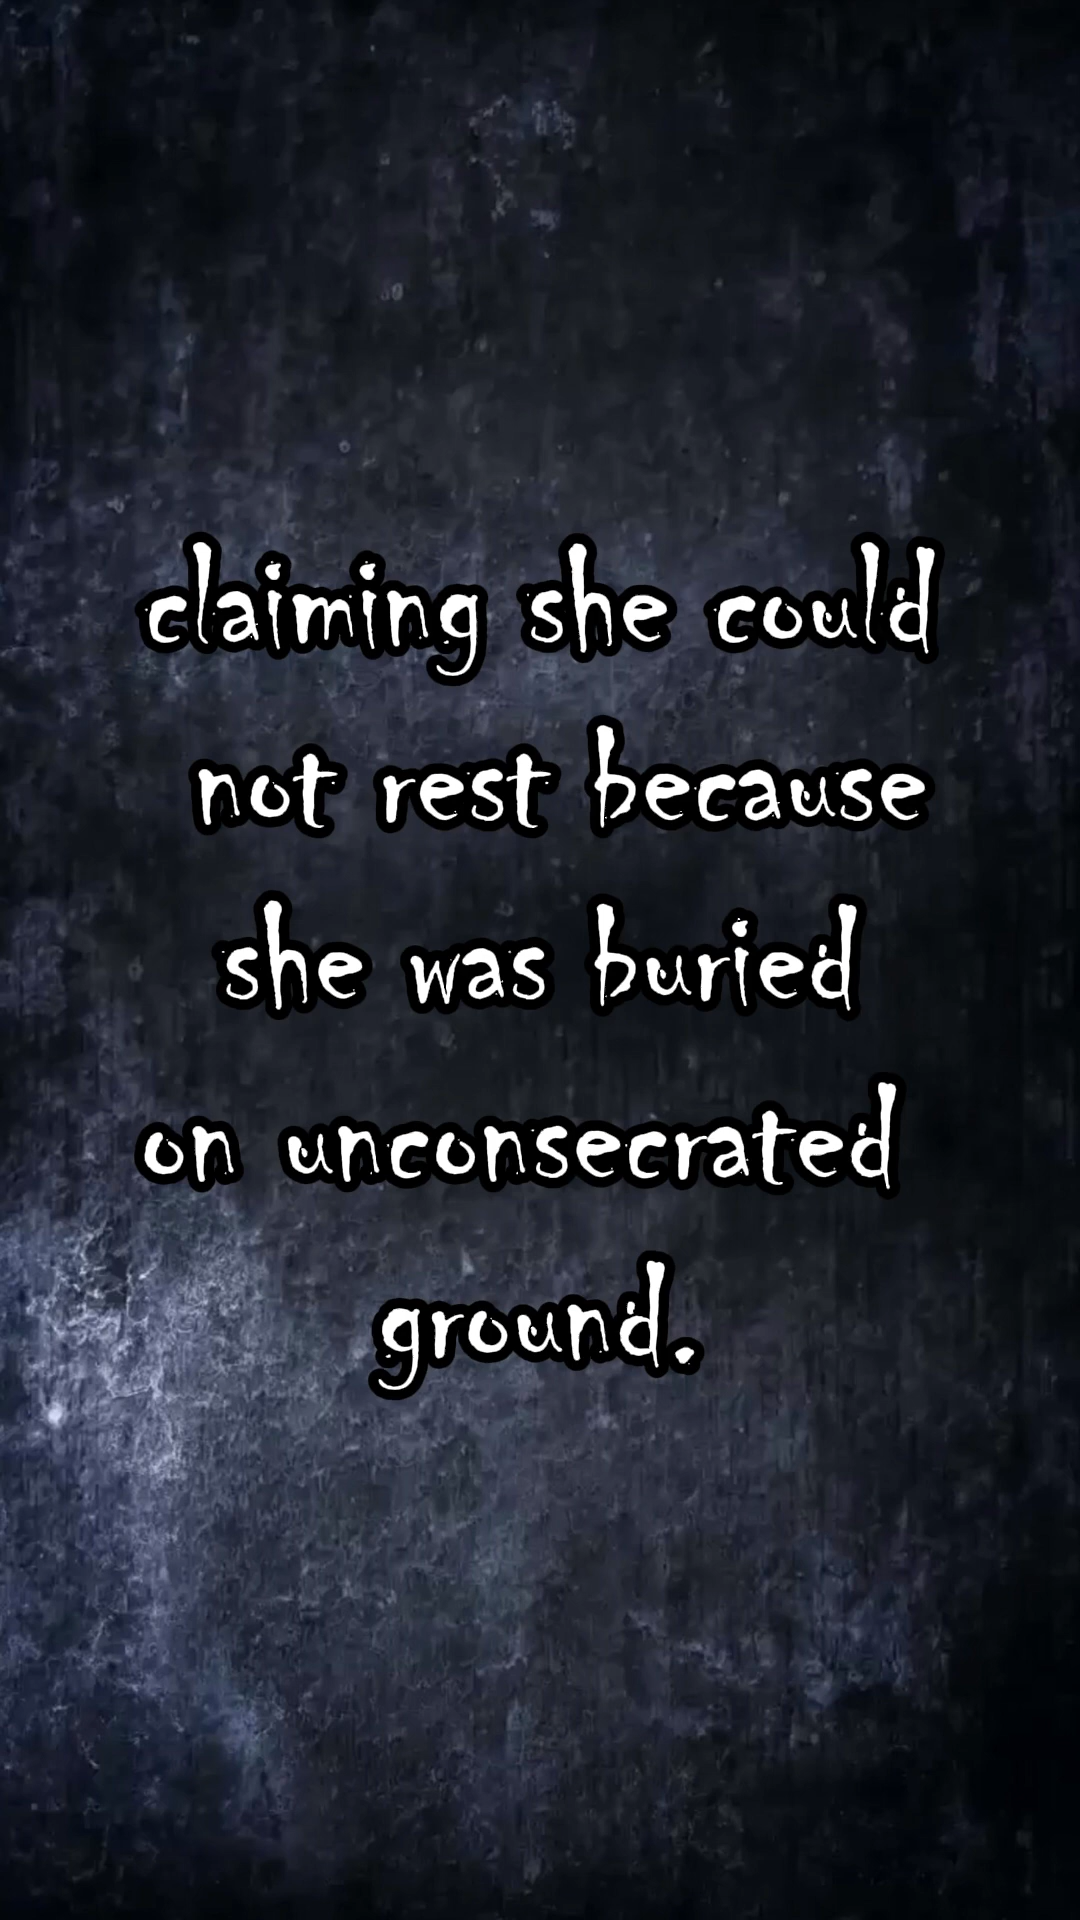 claiming she could
not rest because
she was buried
on unconsecrated
ground.